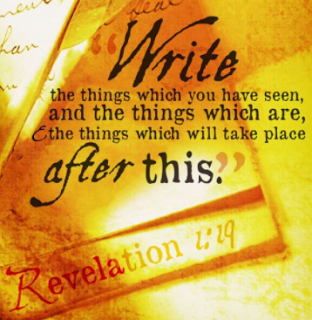 “Write
the things which you have seen,
and the things which are,
& the things which will take place
after this.”
Revelation 1:19